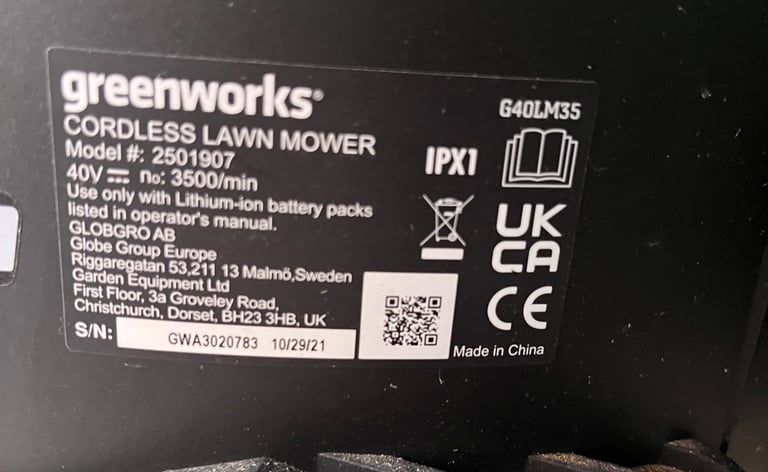 greenworks®
G40LM35
CORDLESS LAWN MOWER
Model #: 2501907
IPX1
40V ⎓ n₀: 3500/min
Use only with Lithium-ion battery packs
listed in operator's manual.
GLOBGRO AB
Globe Group Europe
Riggaregatan 53,211 13 Malmö,Sweden
Garden Equipment Ltd
First Floor, 3a Groveley Road,
Christchurch, Dorset, BH23 3HB, UK
UK
CA
CE
S/N: GWA3020783 10/29/21
Made in China